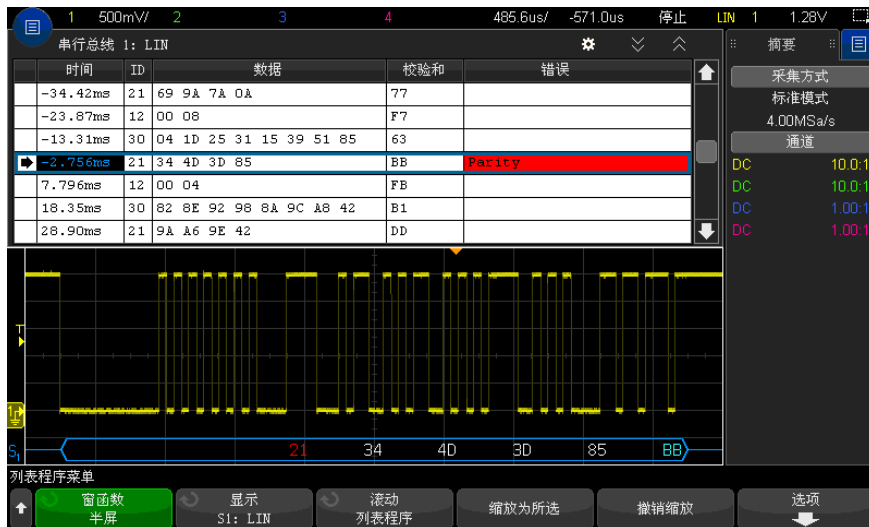 1 500mV/ 2 3 4 485.6us/ -571.0us 停止 LIN 1 1.28V
串行总线 1: LIN
摘要
时间 ID 数据 校验和 错误
-34.42ms 21 69 9A 7A 0A 77
-23.87ms 12 00 08 F7
-13.31ms 30 04 1D 25 31 15 39 51 85 63
-2.756ms 21 34 4D 3D 85 BB Parity
7.796ms 12 00 04 FB
18.35ms 30 82 8E 92 98 8A 9C A8 42 B1
28.90ms 21 9A A6 9E 42 DD
采集方式
标准模式
4.00MSa/s
通道
DC 10.0:1
DC 10.0:1
DC 1.00:1
DC 1.00:1
T
1
S1 21 34 4D 3D 85 BB
列表程序菜单
窗函数
半屏
显示
S1: LIN
滚动
列表程序
缩放为所选
撤销缩放
选项